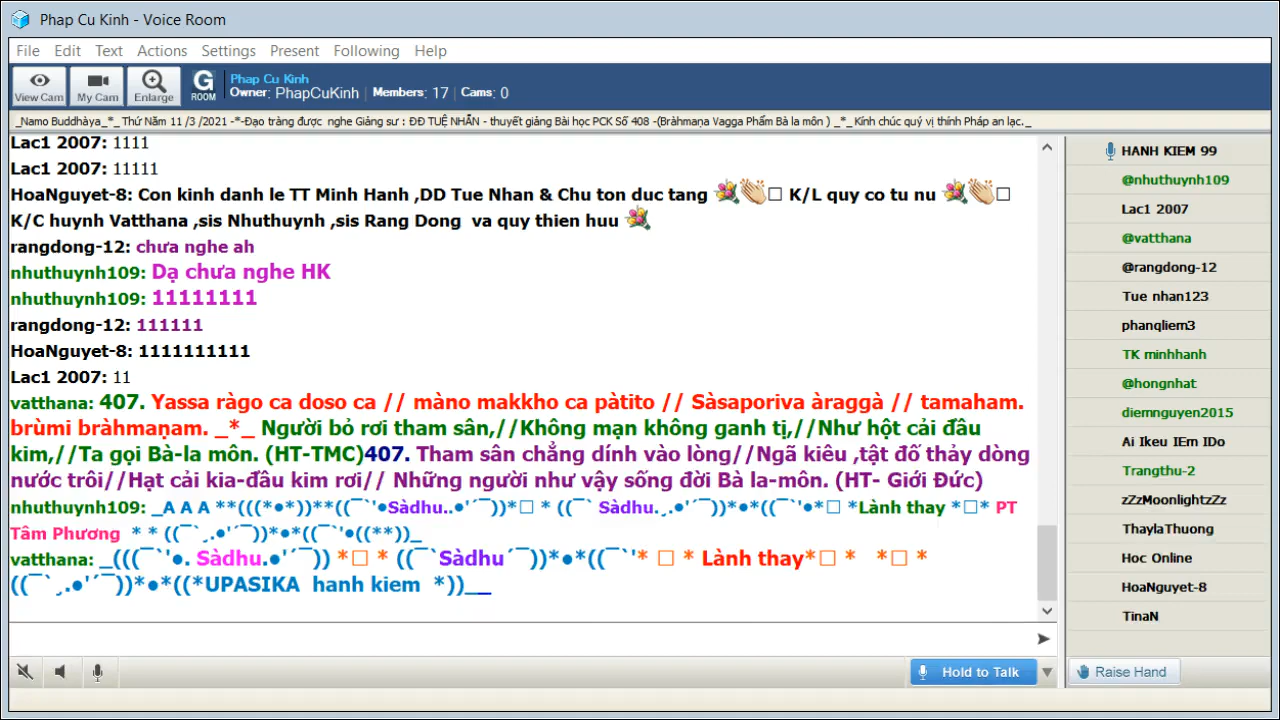 Phap Cu Kinh - Voice Room
File Edit Text Actions Settings Present Following Help
View Cam My Cam Enlarge G ROOM Phap Cu Kinh
Owner: PhapCuKinh Members: 17 Cams: 0
_Namo Buddhàya_*_Thứ Năm 11 /3 /2021 -*-Đạo tràng được nghe Giảng sư : ĐĐ TUỆ NHẪN - thuyết giảng Bài học PCK Số 408 -(Bràhmaṇa Vagga Phẩm Bà la môn ) _*_Kính chúc quý vị thính Pháp an lạc._
Lac1 2007: 1111
Lac1 2007: 11111
HoaNguyet-8: Con kinh danh le TT Minh Hanh ,DD Tue Nhan & Chu ton duc tang 💐👏□ K/L quy co tu nu 💐👏□
K/C huynh Vatthana ,sis Nhuthuynh ,sis Rang Dong va quy thien huu 💐
rangdong-12: chưa nghe ah
nhuthuynh109: Dạ chưa nghe HK
nhuthuynh109: 11111111
rangdong-12: 111111
HoaNguyet-8: 1111111111
Lac1 2007: 11
vatthana: 407. Yassa ràgo ca doso ca // màno makkho ca pàtito // Sàsaporiva àraggà // tamaham.
brùmi bràhmaṇam. _*_ Người bỏ rơi tham sân,//Không mạn không ganh tị,//Như hột cải đầu
kim,//Ta gọi Bà-la môn. (HT-TMC)407. Tham sân chẳng dính vào lòng//Ngã kiêu ,tật đố thảy dòng
nước trôi//Hạt cải kia-đầu kim rơi// Những người như vậy sống đời Bà la-môn. (HT- Giới Đức)
nhuthuynh109: _A A A **(((*●*))**((¯`'●Sàdhu..●'´¯))*□ * ((¯` Sàdhu.¸.●'´¯))*●*((¯`'●*□ *Lành thay *□* PT
Tâm Phương * * ((¯`¸.●'´¯))*●*((¯`'●((**))_
vatthana: _(((¯`'●. Sàdhu.●'´¯)) *□ * ((¯`Sàdhu´¯))*●*((¯`'* □ * Lành thay*□ * *□ *
((¯`¸.●'´¯))*●*((*UPASIKA hanh kiem *))__
Hold to Talk
HANH KIEM 99
@nhuthuynh109
Lac1 2007
@vatthana
@rangdong-12
Tue nhan123
phanqliem3
TK minhhanh
@hongnhat
diemnguyen2015
Ai lkeu lEm IDo
Trangthu-2
zZzMoonlightzZz
ThaylaThuong
Hoc Online
HoaNguyet-8
TinaN
Raise Hand